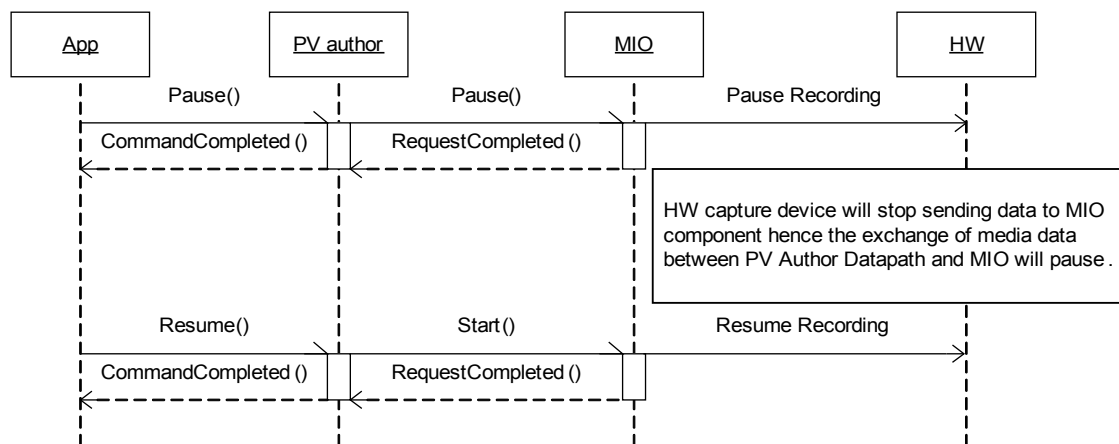 App
PV author
MIO
HW
Pause()
Pause()
Pause Recording
CommandCompleted ()
RequestCompleted ()
HW capture device will stop sending data to MIO
component hence the exchange of media data
between PV Author Datapath and MIO will pause .
Resume()
Start()
Resume Recording
CommandCompleted ()
RequestCompleted ()